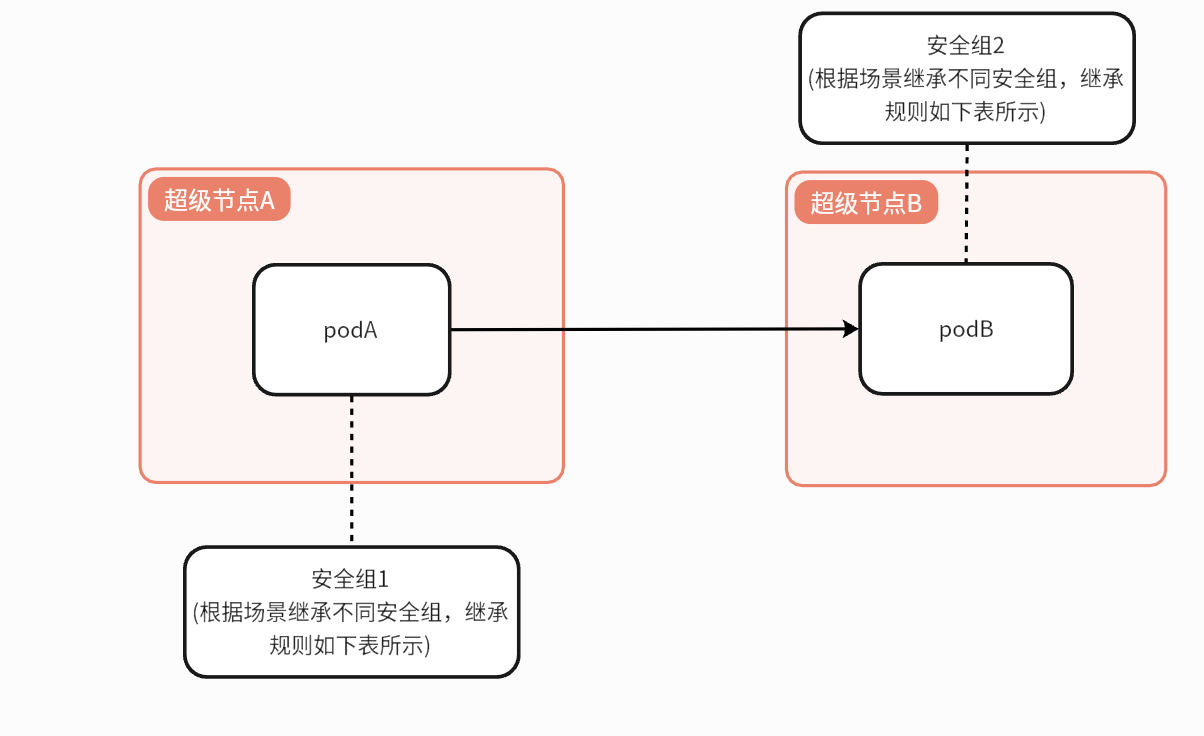 安全组2
(根据场景继承不同安全组，继承
规则如下表所示)
超级节点A
超级节点B
podA
podB
安全组1
(根据场景继承不同安全组，继承
规则如下表所示)